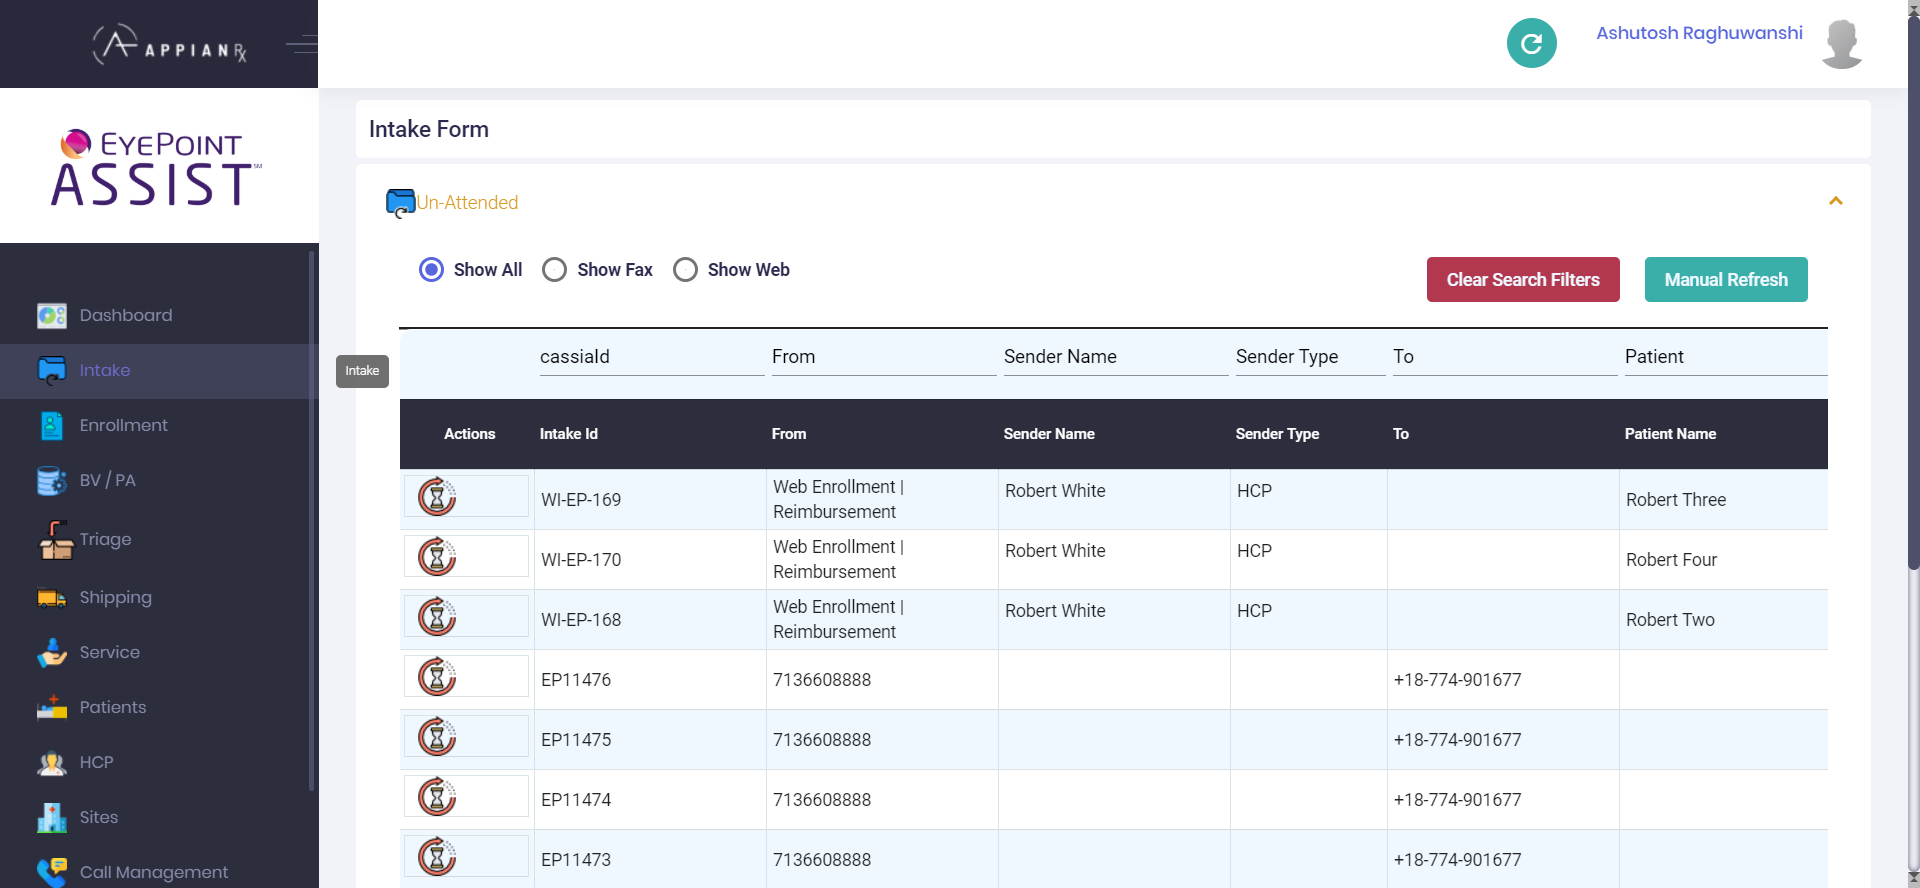 APPIANRx
Ashutosh Raghuwanshi
EYEPOINT
ASSIST℠
Intake Form
Un-Attended
Show All
Show Fax
Show Web
Clear Search Filters
Manual Refresh
Dashboard
Intake
Enrollment
BV / PA
Triage
Shipping
Service
Patients
HCP
Sites
Call Management
Intake
cassiaId From Sender Name Sender Type To Patient
Actions Intake Id From Sender Name Sender Type To Patient Name
WI-EP-169 Web Enrollment | Robert White HCP Robert Three
Reimbursement
WI-EP-170 Web Enrollment | Robert White HCP Robert Four
Reimbursement
WI-EP-168 Web Enrollment | Robert White HCP Robert Two
Reimbursement
EP11476 7136608888 +18-774-901677
EP11475 7136608888 +18-774-901677
EP11474 7136608888 +18-774-901677
EP11473 7136608888 +18-774-901677